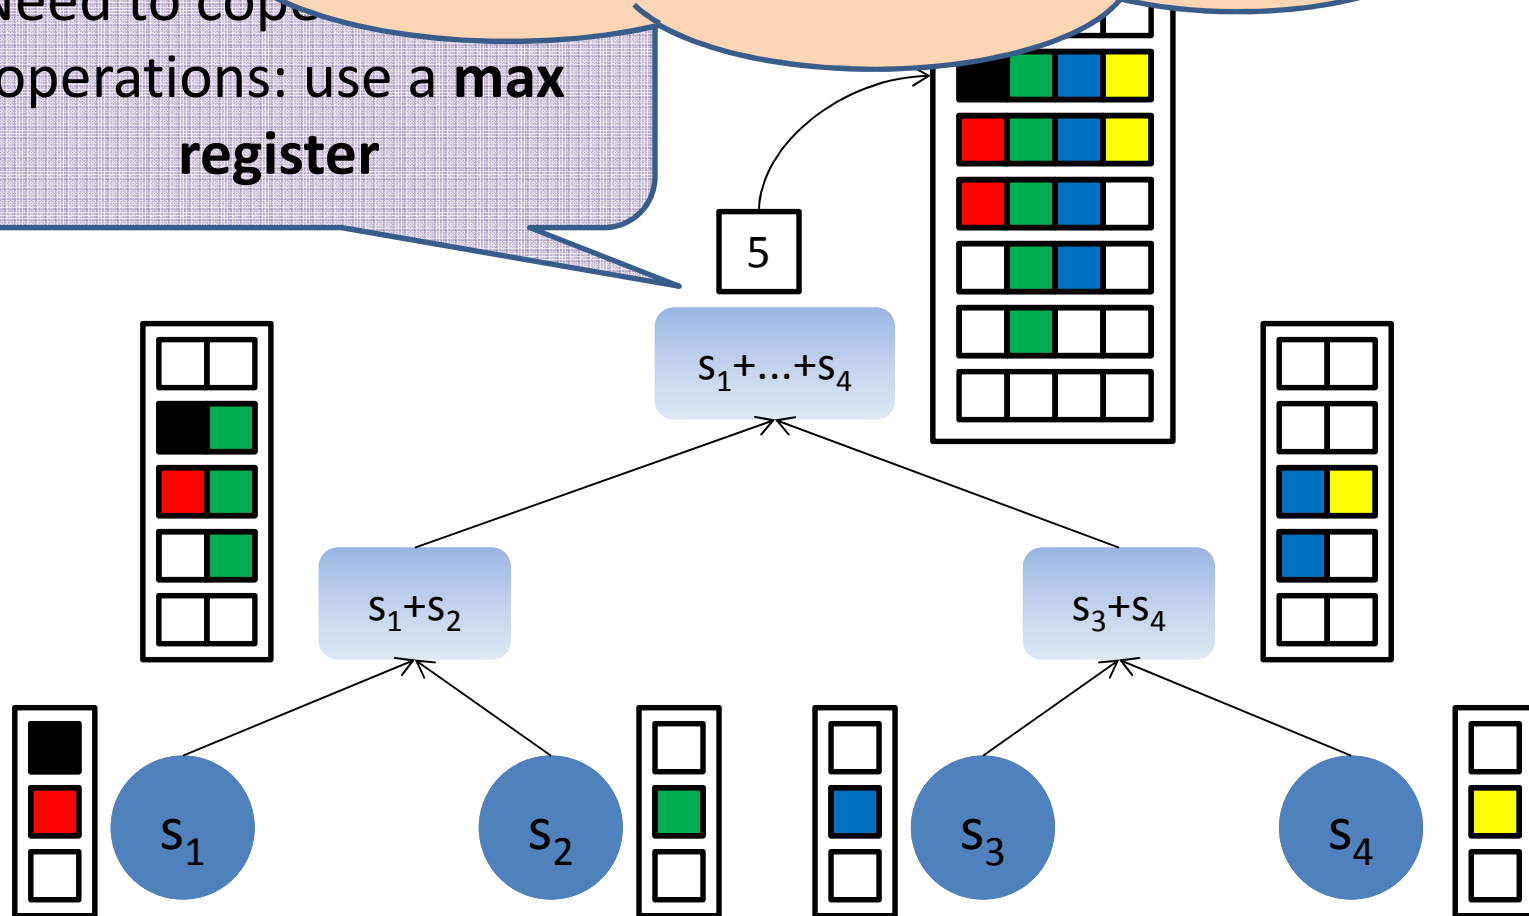 operations: use a max
register
5
s1+...+s4
s1+s2
s3+s4
s1
s2
s3
s4